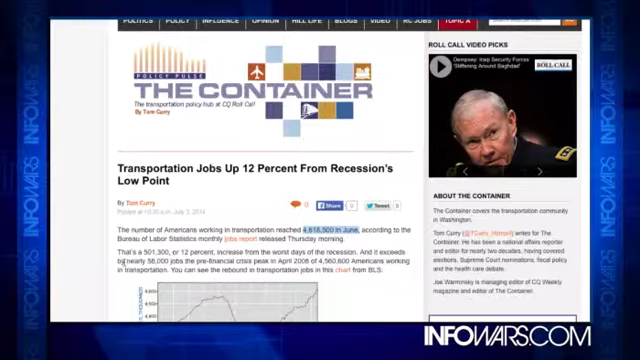 POLITICS POLICY INFLUENCE OPINION HILL LIFE BLOGS VIDEO RC JOBS TOPIC A
POLICY PULSE
THE CONTAINER
The transportation policy hub at CQ Roll Call
By Tom Curry
Transportation Jobs Up 12 Percent From Recession's
Low Point
By Tom Curry
0
Share
0
Tweet
Posted at 10:35 a.m. July 3, 2014
The number of Americans working in transportation reached 4,618,500 in June, according to the
Bureau of Labor Statistics monthly jobs report released Thursday morning.
That's a 501,300, or 12 percent, increase from the worst days of the recession. And it exceeds
by nearly 58,000 jobs the pre-financial crisis peak in April 2008 of 4,560,600 Americans working
in transportation. You can see the rebound in transportation jobs in this chart from BLS:
4,600
4,500
ROLL CALL VIDEO PICKS
Dempsey: Iraqi Security Forces
'Stiffening Around Baghdad'
ROLL CALL
ABOUT THE CONTAINER
The Container covers the transportation community
in Washington.
Tom Curry (@TCurry_Himself) writes for The
Container. He has been a national affairs reporter
and editor for nearly two decades, having covered
elections, Supreme Court nominations, fiscal policy
and the health care debate.
Joe Warminsky is managing editor of CQ Weekly
magazine and editor of The Container.
INFOWARS
INFOWARS
INFOWARS.COM